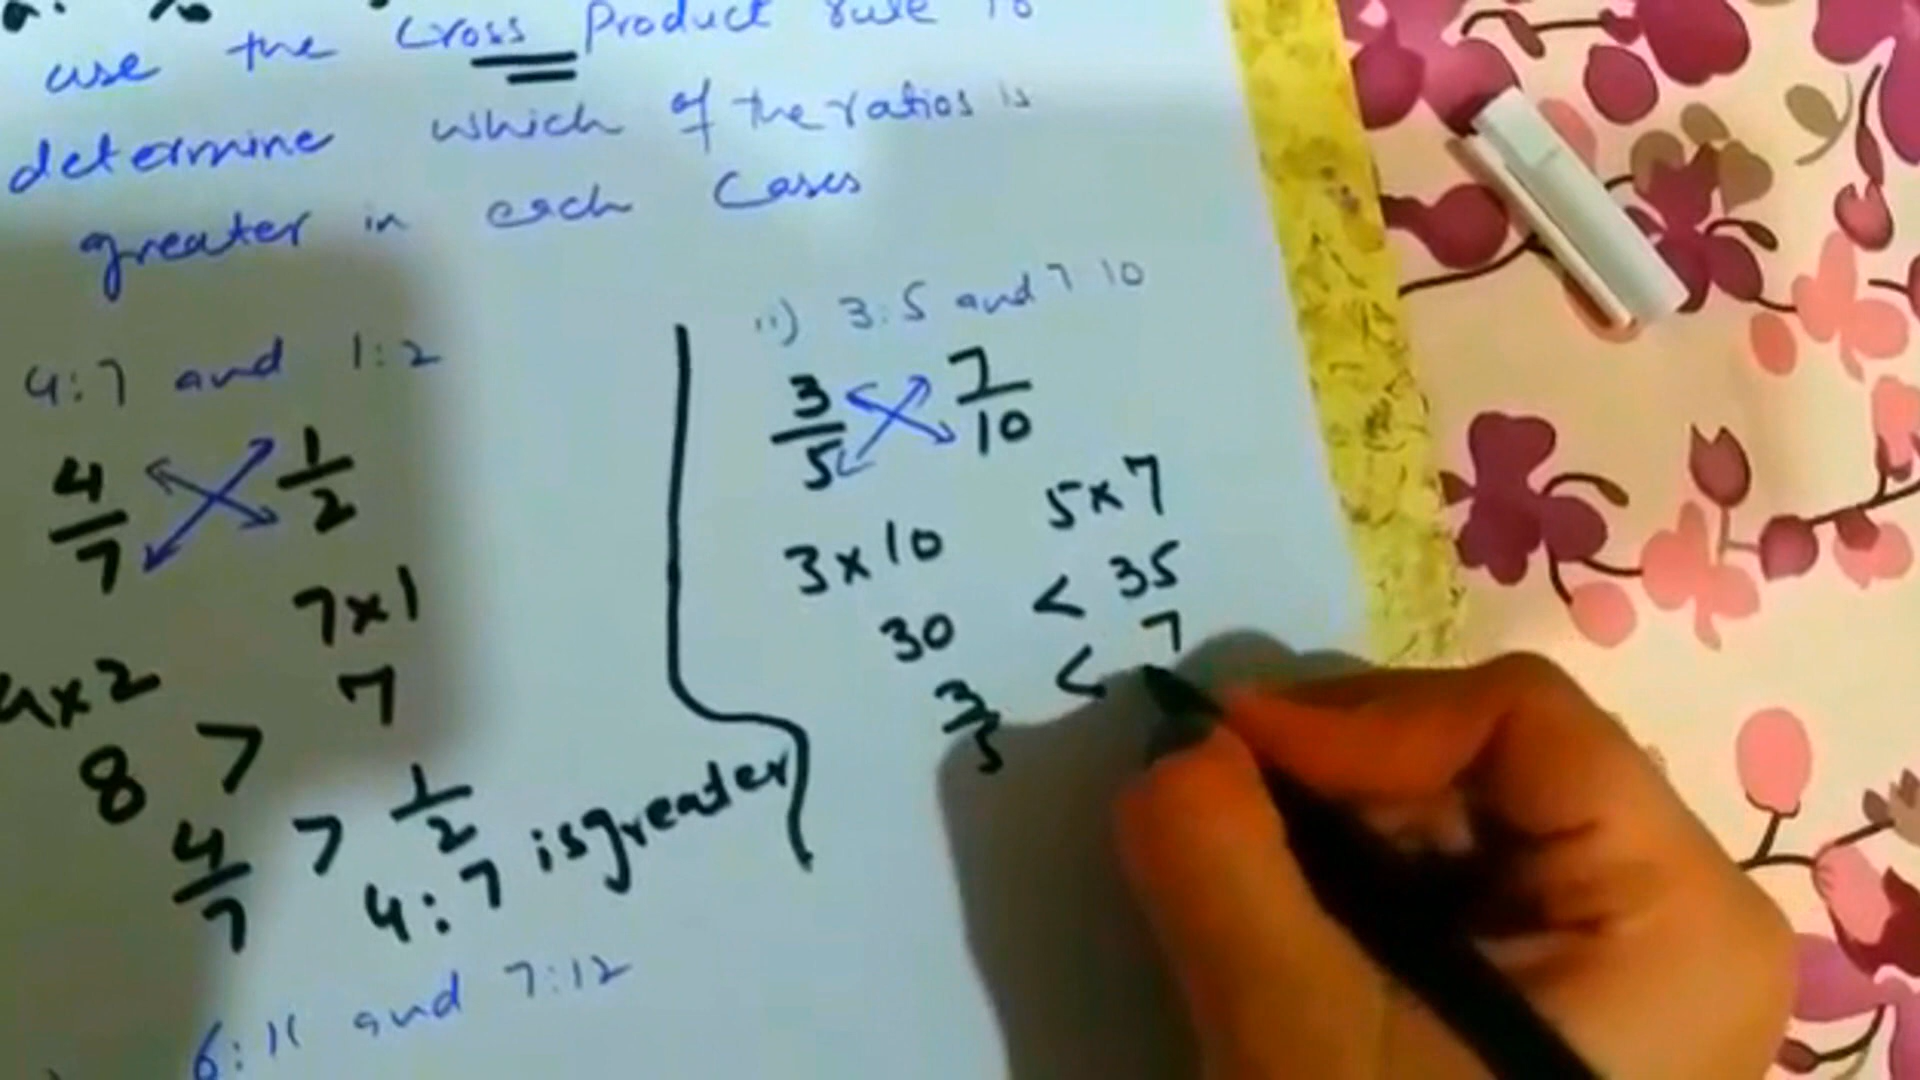 use the Cross Product rule to
determine which of the ratios is
greater in each cases
4:7 and 1:2
4/7 1/2
7x1
4x2
7
8 >
4/7 > 1/2
4:7 is greater
ii) 3:5 and 7 10
3/5 7/10
5x7
3x10
30 < 35
3/5 < 7
6:11 and 7:12